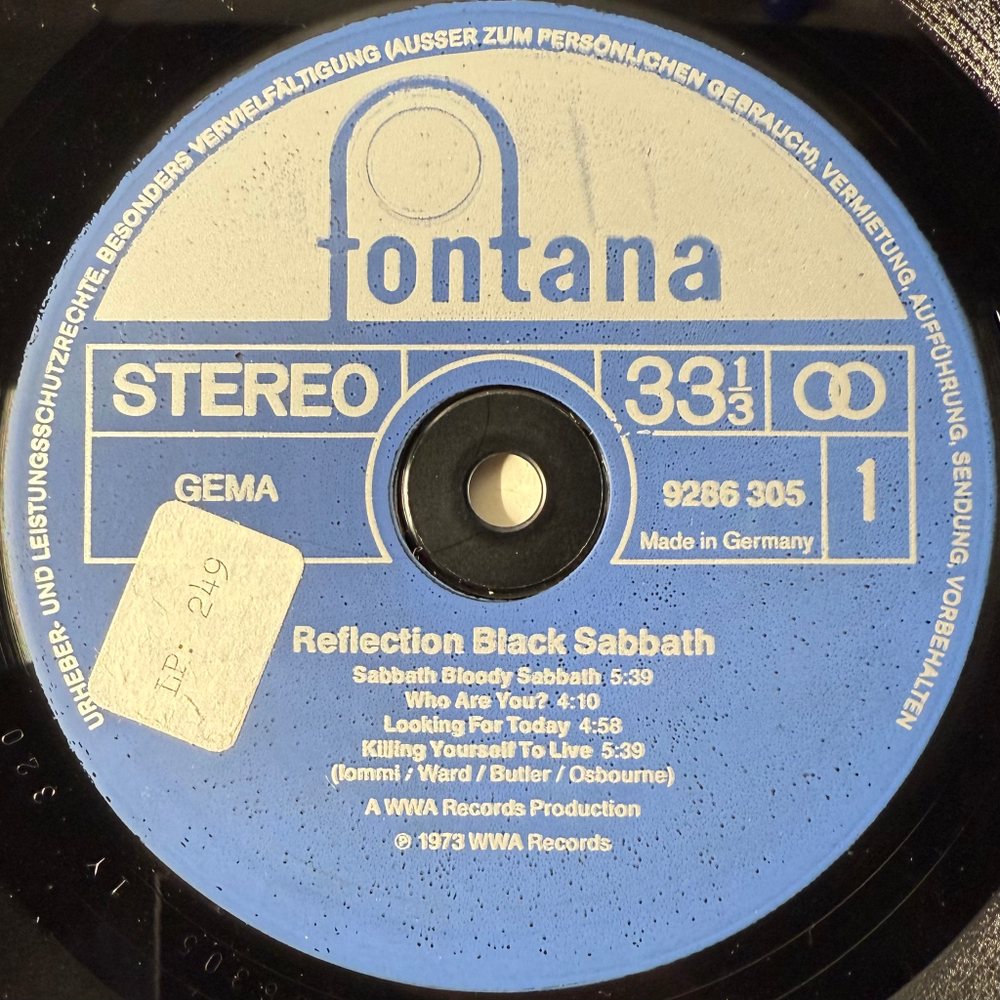 URHEBER- UND LEISTUNGSSCHUTZRECHTE, BESONDERS VERVIELFÄLTIGUNG (AUSSER ZUM PERSÖNLICHEN GEBRAUCH), VERMIETUNG, AUFFÜHRUNG, SENDUNG, VORBEHALTEN
fontana
STEREO
33 1/3
GEMA
9286 305
1
Made in Germany
LP: 249
Reflection Black Sabbath
Sabbath Bloody Sabbath 5:39
Who Are You? 4:10
Looking For Today 4:58
Killing Yourself To Live 5:39
(Iommi / Ward / Butler / Osbourne)
A WWA Records Production
℗ 1973 WWA Records
320